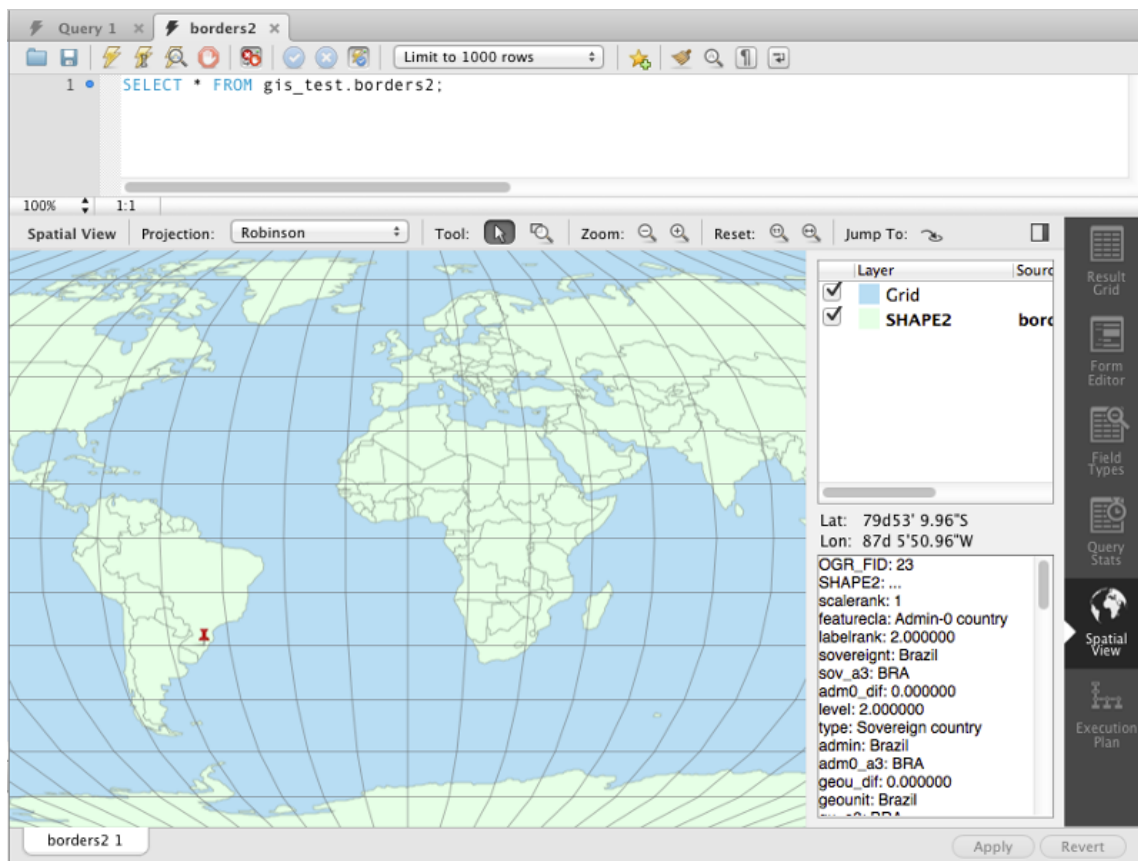 Query 1
borders2
Limit to 1000 rows
1 SELECT * FROM gis_test.borders2;
100% 1:1
Spatial View Projection: Robinson Tool: Zoom: Reset: Jump To:
Layer Sourc
Grid
SHAPE2 bord
Lat: 79d53' 9.96"S
Lon: 87d 5'50.96"W
OGR_FID: 23
SHAPE2: ...
scalerank: 1
featurecla: Admin-0 country
labelrank: 2.000000
sovereignt: Brazil
sov_a3: BRA
adm0_dif: 0.000000
level: 2.000000
type: Sovereign country
admin: Brazil
adm0_a3: BRA
geou_dif: 0.000000
geounit: Brazil
Result
Grid
Form
Editor
Field
Types
Query
Stats
Spatial
View
Execution
Plan
borders2 1
Apply Revert